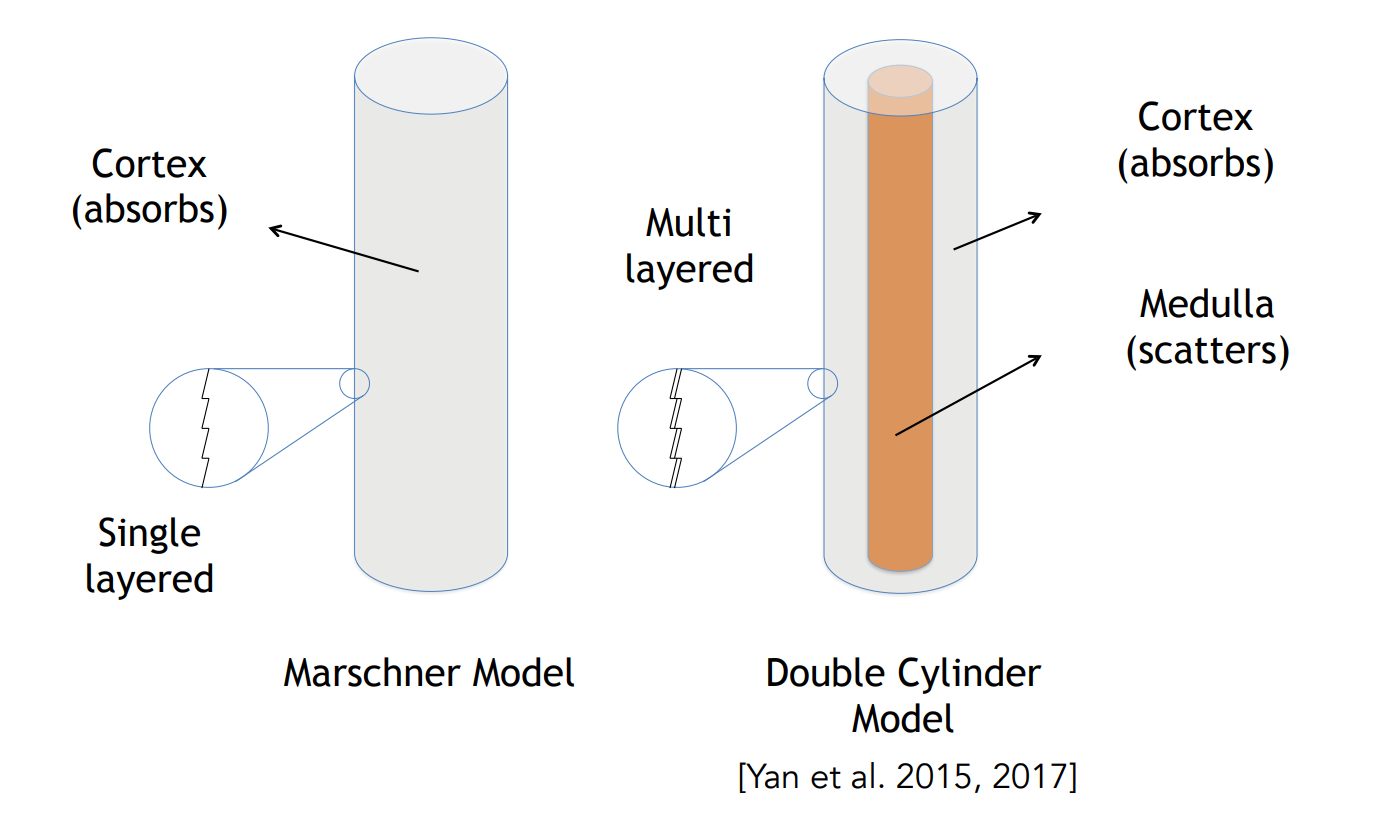 Cortex
(absorbs)
Single
layered
Marschner Model
Multi
layered
Cortex
(absorbs)
Medulla
(scatters)
Double Cylinder
Model
[Yan et al. 2015, 2017]